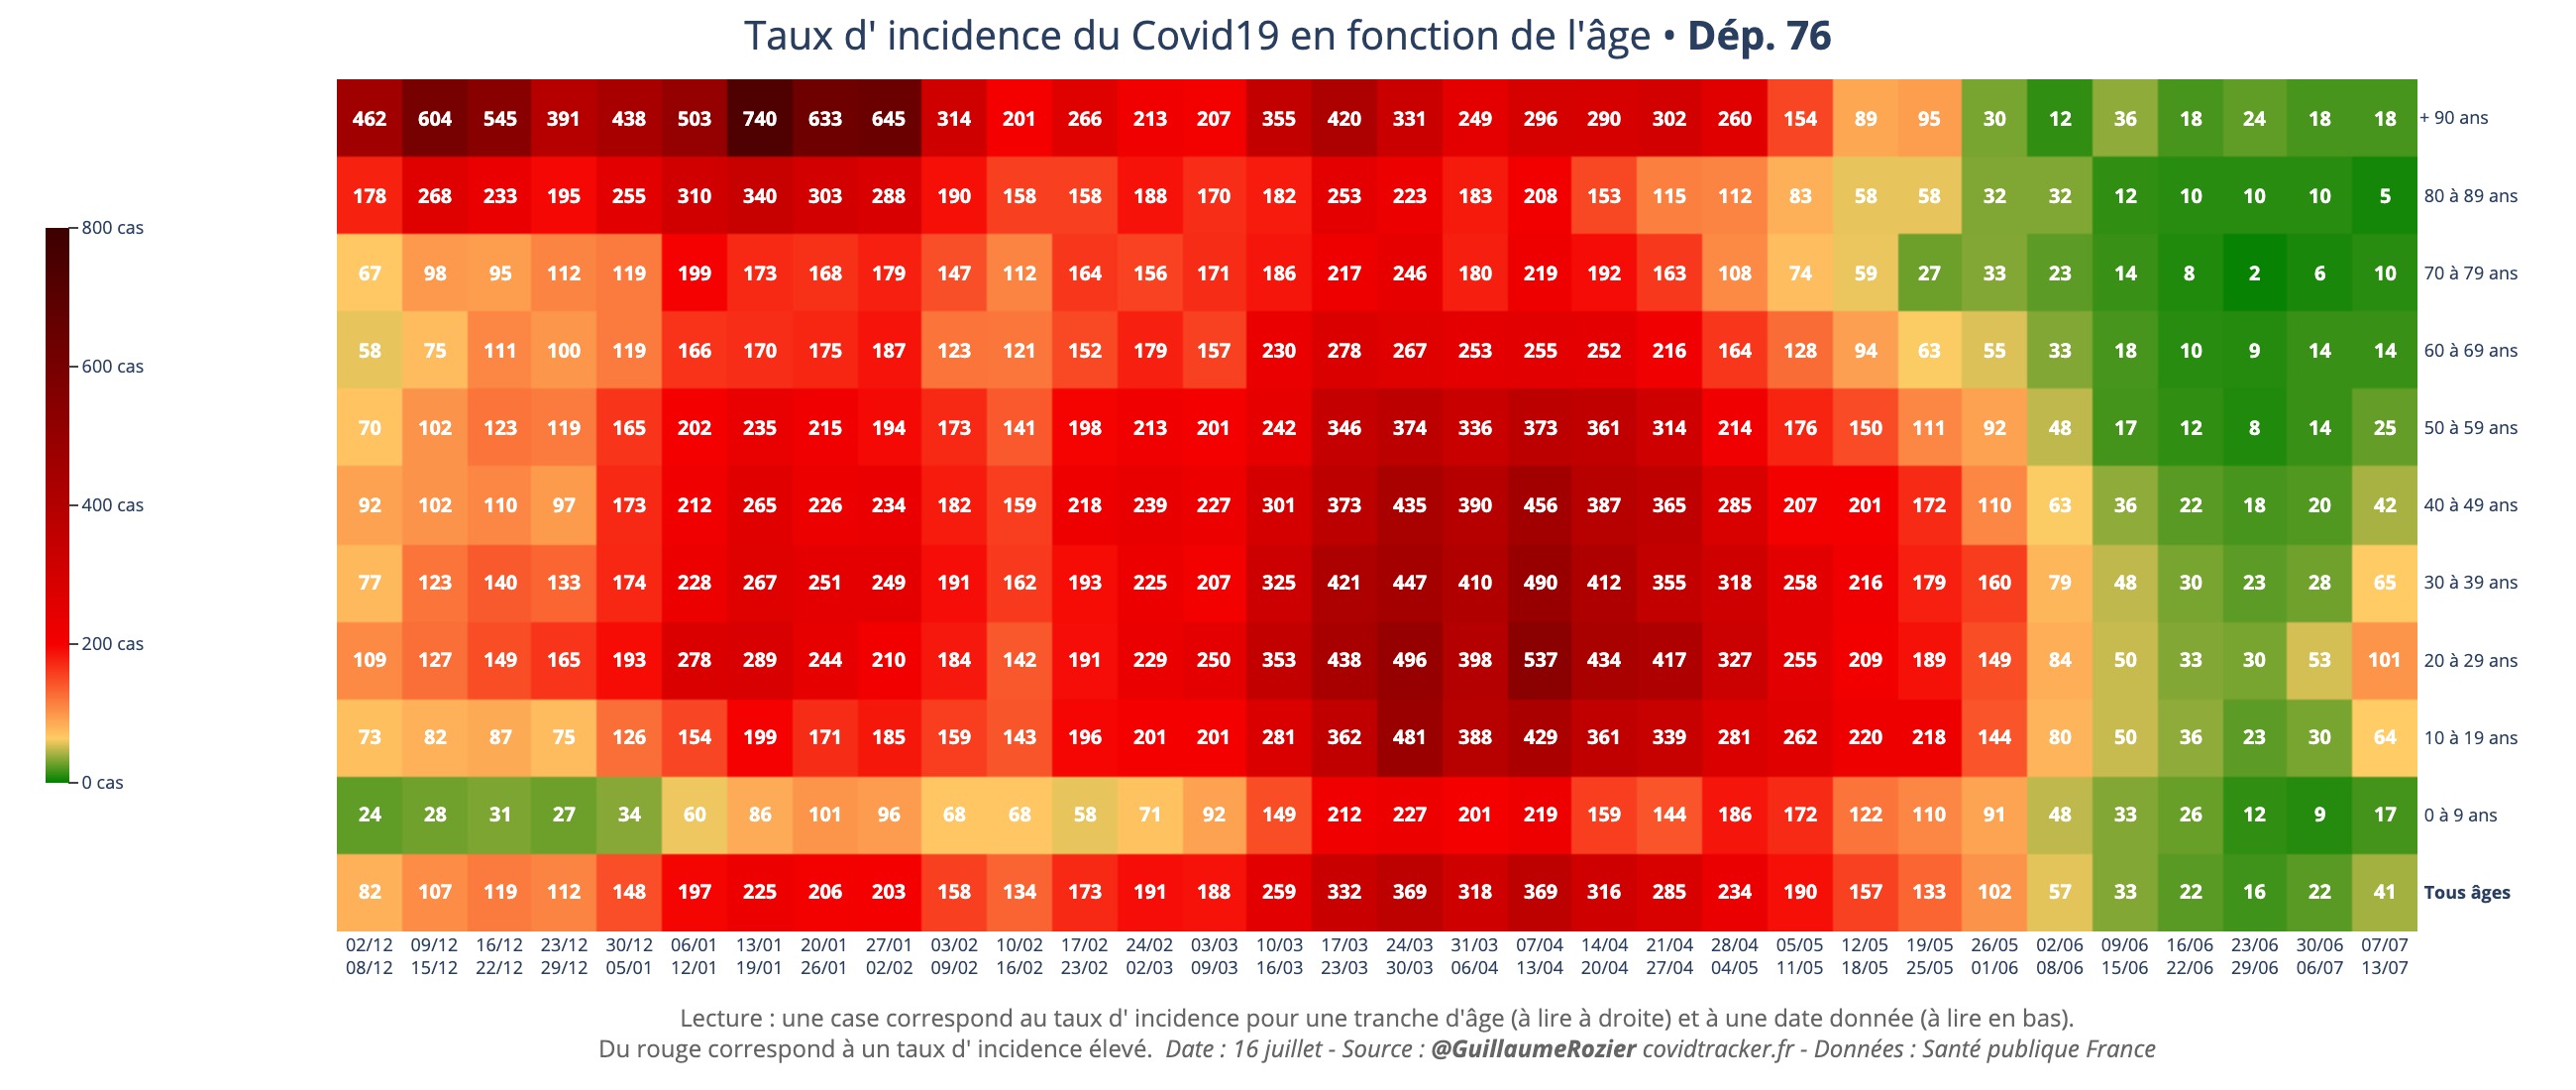 Taux d' incidence du Covid19 en fonction de l'âge • Dép. 76
800 cas
600 cas
400 cas
200 cas
0 cas
462 604 545 391 438 503 740 633 645 314 201 266 213 207 355 420 331 249 296 290 302 260 154 89 95 30 12 36 18 24 18 18 + 90 ans
178 268 233 195 255 310 340 303 288 190 158 158 188 170 182 253 223 183 208 153 115 112 83 58 58 32 32 12 10 10 10 5 80 à 89 ans
67 98 95 112 119 199 173 168 179 147 112 164 156 171 186 217 246 180 219 192 163 108 74 59 27 33 23 14 8 2 6 10 70 à 79 ans
58 75 111 100 119 166 170 175 187 123 121 152 179 157 230 278 267 253 255 252 216 164 128 94 63 55 33 18 10 9 14 14 60 à 69 ans
70 102 123 119 165 202 235 215 194 173 141 198 213 201 242 346 374 336 373 361 314 214 176 150 111 92 48 17 12 8 14 25 50 à 59 ans
92 102 110 97 173 212 265 226 234 182 159 218 239 227 301 373 435 390 456 387 365 285 207 201 172 110 63 36 22 18 20 42 40 à 49 ans
77 123 140 133 174 228 267 251 249 191 162 193 225 207 325 421 447 410 490 412 355 318 258 216 179 160 79 48 30 23 28 65 30 à 39 ans
109 127 149 165 193 278 289 244 210 184 142 191 229 250 353 438 496 398 537 434 417 327 255 209 189 149 84 50 33 30 53 101 20 à 29 ans
73 82 87 75 126 154 199 171 185 159 143 196 201 201 281 362 481 388 429 361 339 281 262 220 218 144 80 50 36 23 30 64 10 à 19 ans
24 28 31 27 34 60 86 101 96 68 68 58 71 92 149 212 227 201 219 159 144 186 172 122 110 91 48 33 26 12 9 17 0 à 9 ans
82 107 119 112 148 197 225 206 203 158 134 173 191 188 259 332 369 318 369 316 285 234 190 157 133 102 57 33 22 16 22 41 Tous âges
02/12 09/12 16/12 23/12 30/12 06/01 13/01 20/01 27/01 03/02 10/02 17/02 24/02 03/03 10/03 17/03 24/03 31/03 07/04 14/04 21/04 28/04 05/05 12/05 19/05 26/05 02/06 09/06 16/06 23/06 30/06 07/07
08/12 15/12 22/12 29/12 05/01 12/01 19/01 26/01 02/02 09/02 16/02 23/02 02/03 09/03 16/03 23/03 30/03 06/04 13/04 20/04 27/04 04/05 11/05 18/05 25/05 01/06 08/06 15/06 22/06 29/06 06/07 13/07
Lecture : une case correspond au taux d' incidence pour une tranche d'âge (à lire à droite) et à une date donnée (à lire en bas).
Du rouge correspond à un taux d' incidence élevé. Date : 16 juillet - Source : @GuillaumeRozier covidtracker.fr - Données : Santé publique France